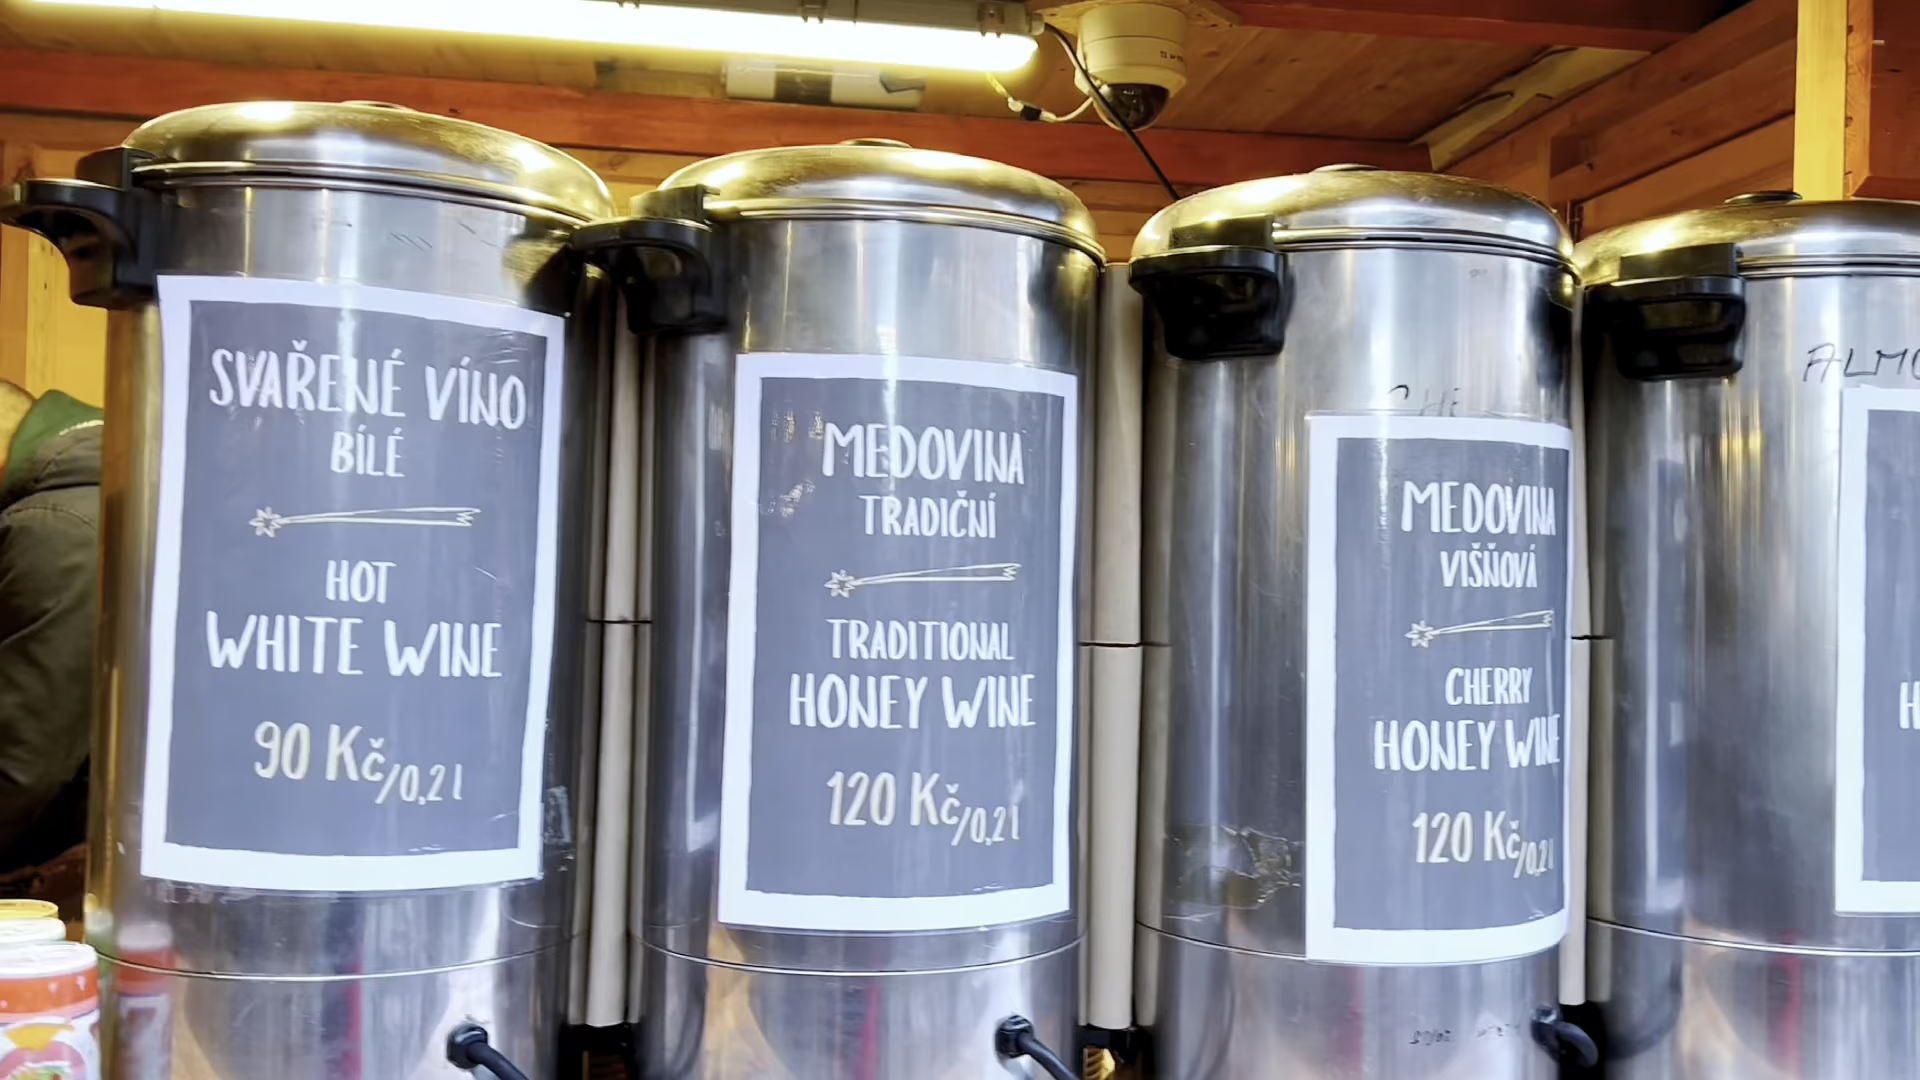 SVAŘENÉ VÍNO
BÍLÉ
HOT
WHITE WINE
90 Kč/0,2 l
MEDOVINA
TRADIČNÍ
TRADITIONAL
HONEY WINE
120 Kč/0,2 l
MEDOVINA
VIŠŇOVÁ
CHERRY
HONEY WINE
120 Kč/0,2 l
ALMO
H